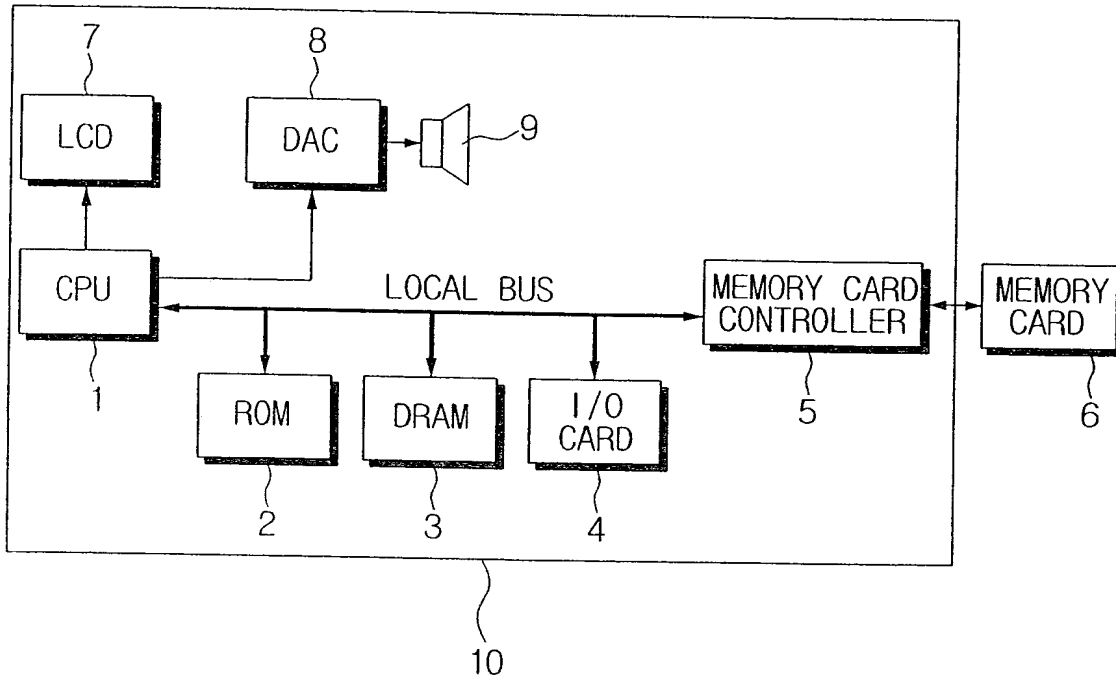 7
8
LCD
DAC
9
CPU
LOCAL BUS
MEMORY CARD
CONTROLLER
MEMORY
CARD
1
ROM
DRAM
I/O
CARD
5
6
2
3
4
10